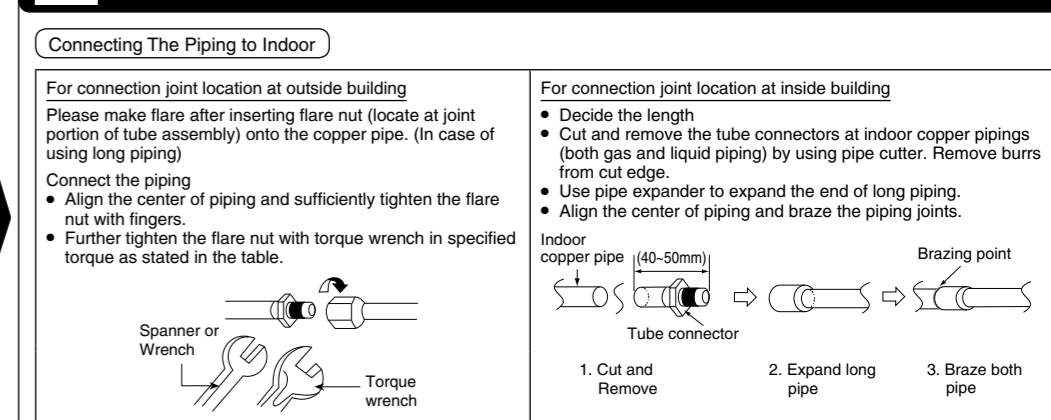 Connecting The Piping to Indoor
For connection joint location at outside building
Please make flare after inserting flare nut (locate at joint
portion of tube assembly) onto the copper pipe. (In case of
using long piping)
Connect the piping
● Align the center of piping and sufficiently tighten the flare
nut with fingers.
● Further tighten the flare nut with torque wrench in specified
torque as stated in the table.
Spanner or
Wrench
Torque
wrench
For connection joint location at inside building
● Decide the length
● Cut and remove the tube connectors at indoor copper pipings
(both gas and liquid piping) by using pipe cutter. Remove burrs
from cut edge.
● Use pipe expander to expand the end of long piping.
● Align the center of piping and braze the piping joints.
Indoor
copper pipe
(40~50mm)
Brazing point
Tube connector
1. Cut and
Remove
2. Expand long
pipe
3. Braze both
pipe